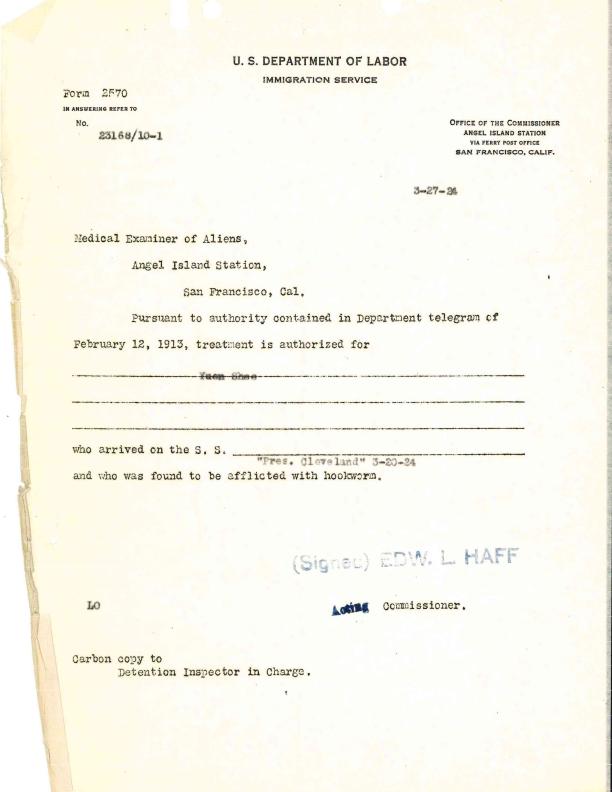 U. S. DEPARTMENT OF LABOR
IMMIGRATION SERVICE
Form 2570
IN ANSWERING REFER TO
No.
23168/10-1
OFFICE OF THE COMMISSIONER
ANGEL ISLAND STATION
VIA FERRY POST OFFICE
SAN FRANCISCO, CALIF.
3-27-24
Medical Examiner of Aliens,
Angel Island Station,
San Francisco, Cal.
Pursuant to authority contained in Department telegram of
February 12, 1913, treatment is authorized for
Yuen Shee
who arrived on the S. S.
"Pres. Cleveland" 3-20-24
and who was found to be afflicted with hookworm.
(Signed) EDW. L. HAFF
LO
Acting Commissioner.
Carbon copy to
Detention Inspector in Charge.